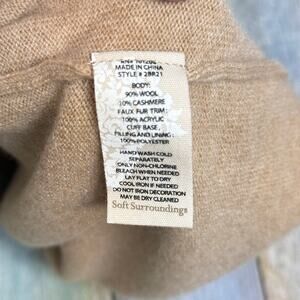 MADE IN CHINA
STYLE # 2BR21
BODY:
90% WOOL
10% CASHMERE
FAUX FUR TRIM:
100% ACRYLIC
CUFF BASE,
FILLING AND LINING:
100% POLYESTER
HAND WASH COLD
SEPARATELY
ONLY NON-CHLORINE
BLEACH WHEN NEEDED
LAY FLAT TO DRY
COOL IRON IF NEEDED
DO NOT IRON DECORATION
MAY BE DRY CLEANED
Soft Surroundings